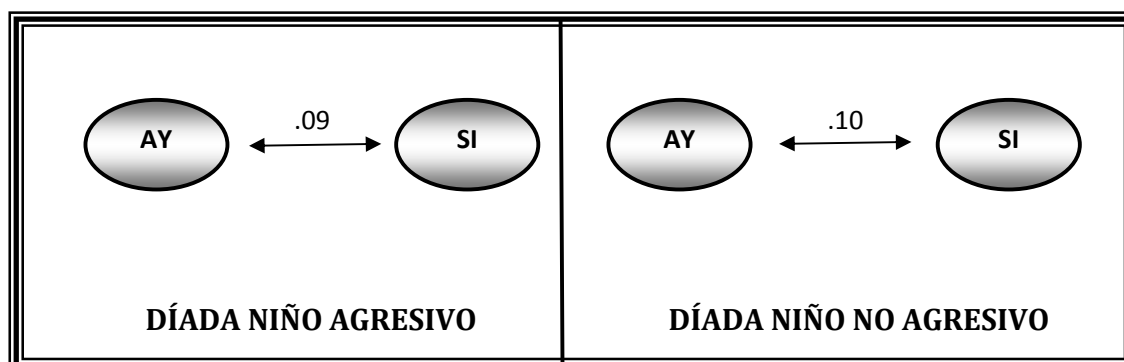 .09
.10
AY
SI
AY
SI
DÍADA NIÑO AGRESIVO
DÍADA NIÑO NO AGRESIVO